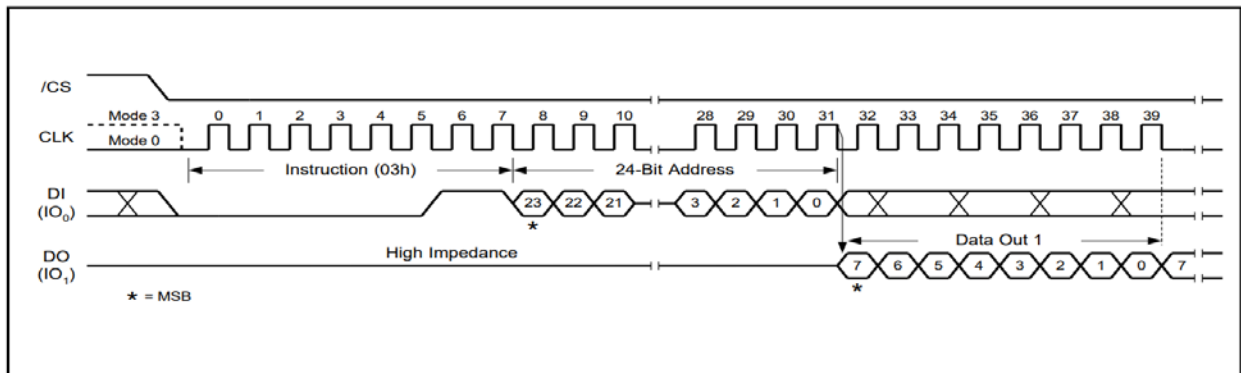 /CS
Mode 3
0 1 2 3 4 5 6 7 8 9 10 28 29 30 31 32 33 34 35 36 37 38 39
CLK
Mode 0
Instruction (03h)
24-Bit Address
DI
(IO0)
23 22 21 3 2 1 0
*
Data Out 1
High Impedance
DO
(IO1)
7 6 5 4 3 2 1 0 7
*
* = MSB